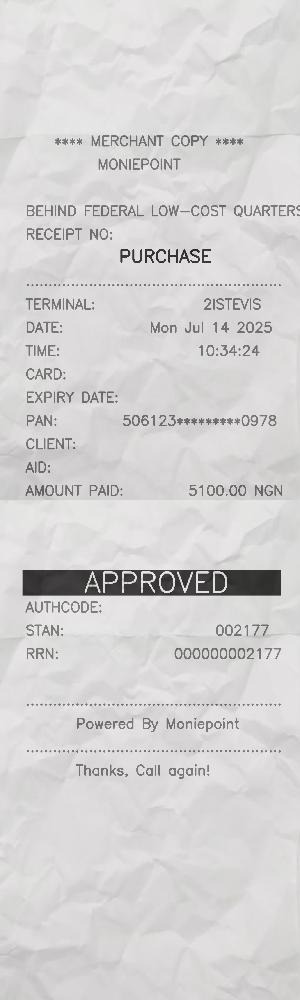 **** MERCHANT COPY ****
MONIEPOINT
BEHIND FEDERAL LOW-COST QUARTERS
RECEIPT NO:
PURCHASE
TERMINAL: 2ISTEVIS
DATE: Mon Jul 14 2025
TIME: 10:34:24
CARD:
EXPIRY DATE:
PAN: 506123*********0978
CLIENT:
AID:
AMOUNT PAID: 5100.00 NGN
APPROVED
AUTHCODE:
STAN: 002177
RRN: 000000002177
Powered By Moniepoint
Thanks, Call again!